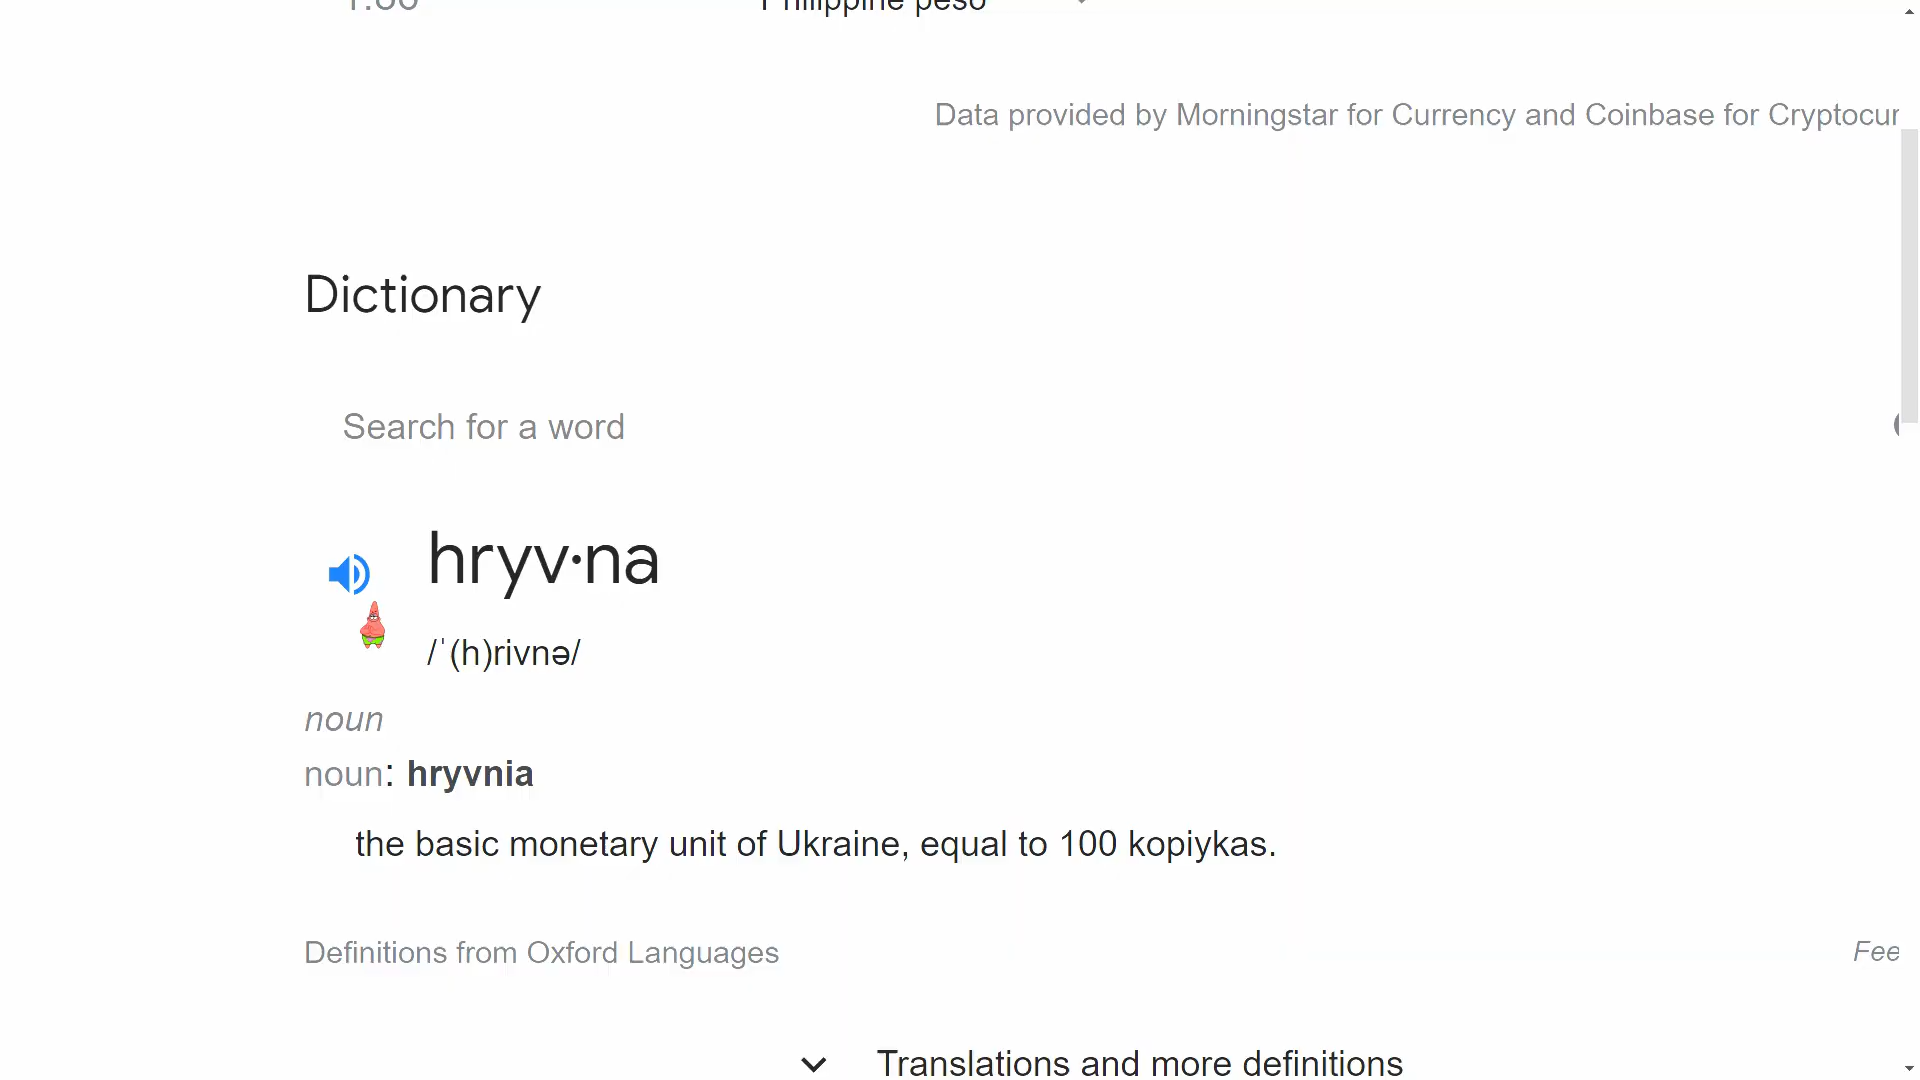 Philippine peso
Data provided by Morningstar for Currency and Coinbase for Cryptocur
Dictionary
Search for a word
hryv·na
/ˈ(h)rivnə/
noun
noun: hryvnia
the basic monetary unit of Ukraine, equal to 100 kopiykas.
Definitions from Oxford Languages
Fee
Translations and more definitions